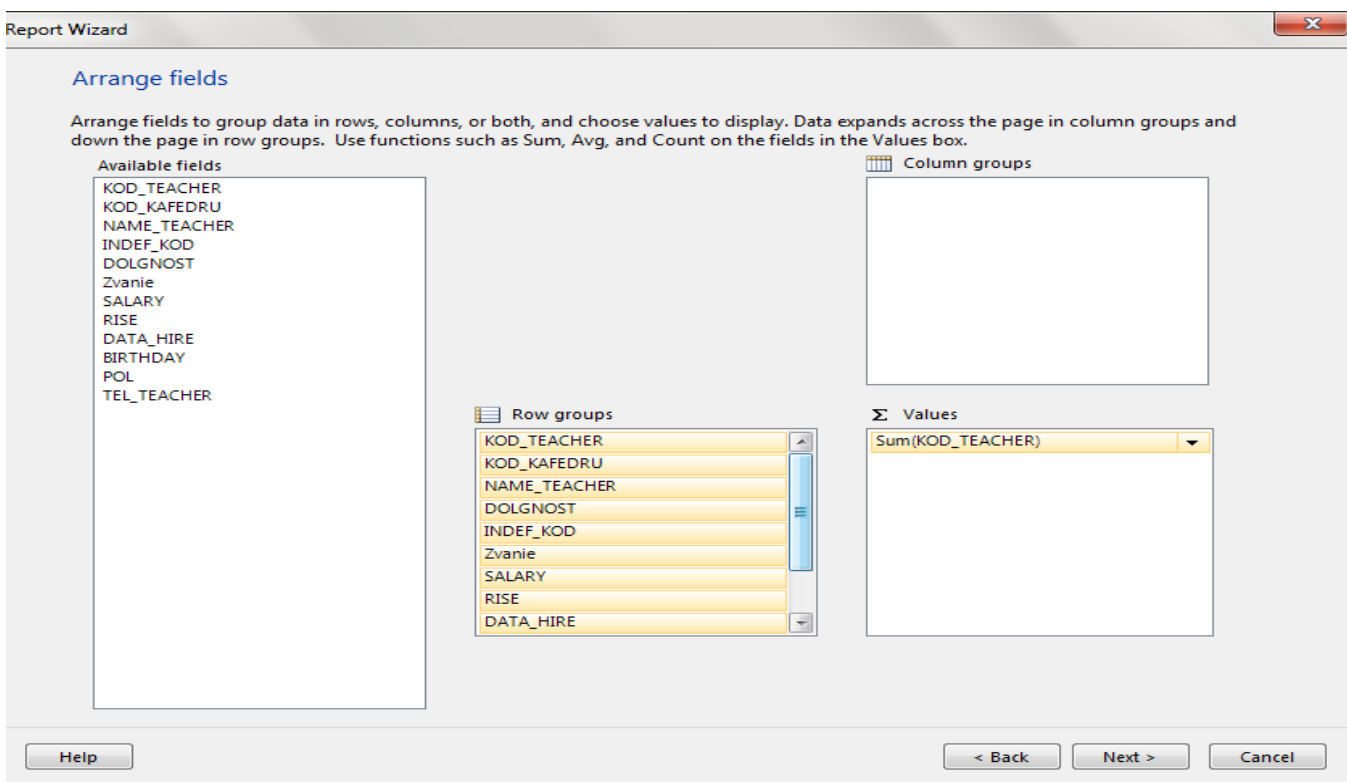 Report Wizard
Arrange fields
Arrange fields to group data in rows, columns, or both, and choose values to display. Data expands across the page in column groups and
down the page in row groups. Use functions such as Sum, Avg, and Count on the fields in the Values box.
Available fields
KOD_TEACHER
KOD_KAFEDRU
NAME_TEACHER
INDEF_KOD
DOLGNOST
Zvanie
SALARY
RISE
DATA_HIRE
BIRTHDAY
POL
TEL_TEACHER
Column groups
Row groups
KOD_TEACHER
KOD_KAFEDRU
NAME_TEACHER
DOLGNOST
INDEF_KOD
Zvanie
SALARY
RISE
DATA_HIRE
Σ Values
Sum(KOD_TEACHER)
Help
< Back
Next >
Cancel